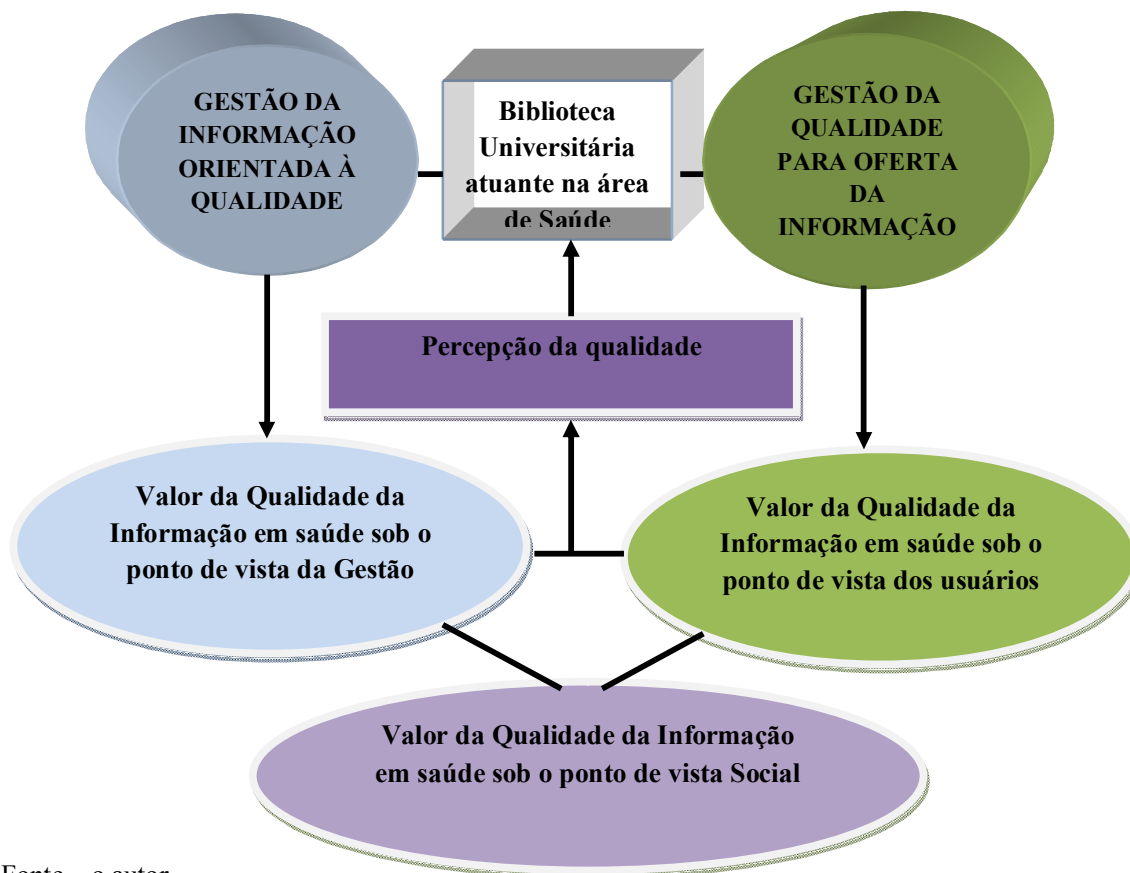 GESTÃO DA
INFORMAÇÃO
ORIENTADA À
QUALIDADE
Biblioteca
Universitária
atuante na área
de Saúde
GESTÃO DA
QUALIDADE
PARA OFERTA
DA
INFORMAÇÃO
Percepção da qualidade
Valor da Qualidade da
Informação em saúde sob o
ponto de vista da Gestão
Valor da Qualidade da
Informação em saúde sob o
ponto de vista dos usuários
Valor da Qualidade da Informação
em saúde sob o ponto de vista Social
Fonte – o autor